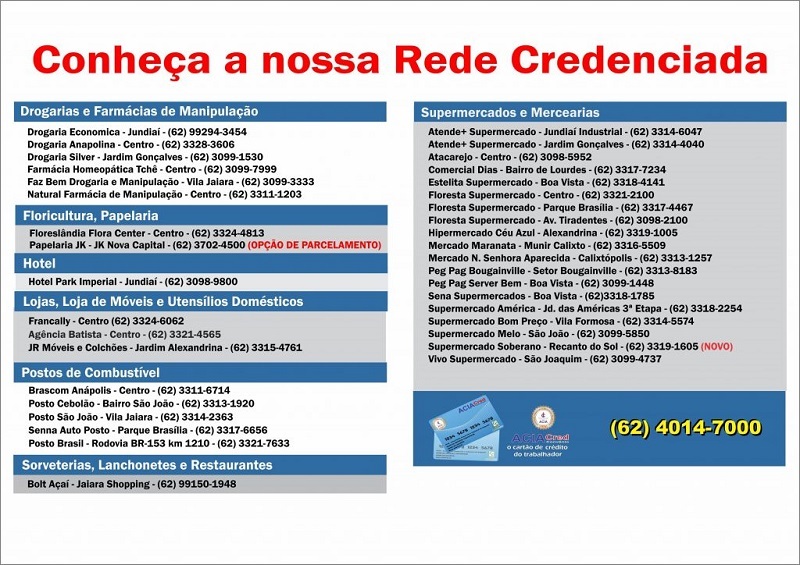 Conheça a nossa Rede Credenciada
Drogarias e Farmácias de Manipulação
Drogaria Economica - Jundiaí - (62) 99294-3454
Drogaria Anapolina - Centro - (62) 3328-3606
Drogaria Silver - Jardim Gonçalves - (62) 3099-1530
Farmácia Homeopática Tchê - Centro - (62) 3099-7999
Faz Bem Drogaria e Manipulação - Vila Jaiara - (62) 3099-3333
Natural Farmácia de Manipulação - Centro - (62) 3311-1203
Floricultura, Papelaria
Floreslândia Flora Center - Centro - (62) 3324-4813
Papelaria JK - JK Nova Capital - (62) 3702-4500 (OPÇÃO DE PARCELAMENTO)
Hotel
Hotel Park Imperial - Jundiaí - (62) 3098-9800
Lojas, Loja de Móveis e Utensílios Domésticos
Francally - Centro (62) 3324-6062
Agência Batista - Centro - (62) 3321-4565
JR Móveis e Colchões - Jardim Alexandrina - (62) 3315-4761
Postos de Combustível
Brascom Anápolis - Centro - (62) 3311-6714
Posto Cebolão - Bairro São João - (62) 3313-1920
Posto São João - Vila Jaiara - (62) 3314-2363
Senna Auto Posto - Parque Brasília - (62) 3317-6656
Posto Brasil - Rodovia BR-153 km 1210 - (62) 3321-7633
Sorveterias, Lanchonetes e Restaurantes
Bolt Açaí - Jaiara Shopping - (62) 99150-1948
Supermercados e Mercearias
Atende+ Supermercado - Jundiaí Industrial - (62) 3314-6047
Atende+ Supermercado - Jardim Gonçalves - (62) 3314-4040
Atacarejo - Centro - (62) 3098-5952
Comercial Dias - Bairro de Lourdes - (62) 3317-7234
Estelita Supermercado - Boa Vista - (62) 3318-4141
Floresta Supermercado - Centro - (62) 3321-2100
Floresta Supermercado - Parque Brasília - (62) 3317-4467
Floresta Supermercado - Av. Tiradentes - (62) 3098-2100
Hipermercado Céu Azul - Alexandrina - (62) 3319-1005
Mercado Maranata - Munir Calixto - (62) 3316-5509
Mercado N. Senhora Aparecida - Calixtópolis - (62) 3313-1257
Peg Pag Bougainville - Setor Bougainville - (62) 3313-8183
Peg Pag Server Bem - Boa Vista - (62) 3099-1448
Sena Supermercados - Boa Vista - (62)3318-1785
Supermercado América - Jd. das Américas 3ª Etapa - (62) 3318-2254
Supermercado Bom Preço - Vila Formosa - (62) 3314-5574
Supermercado Melo - São João - (62) 3099-5850
Supermercado Soberano - Recanto do Sol - (62) 3319-1605 (NOVO)
Vivo Supermercado - São Joaquim - (62) 3099-4737
ACIACred
ACIACred
o cartão de crédito
do trabalhador
(62) 4014-7000